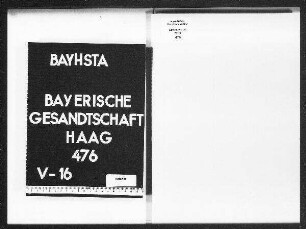 BAYHSTA
BAYERISCHE
GESANDTSCHAFT
HAAG
476
V-16